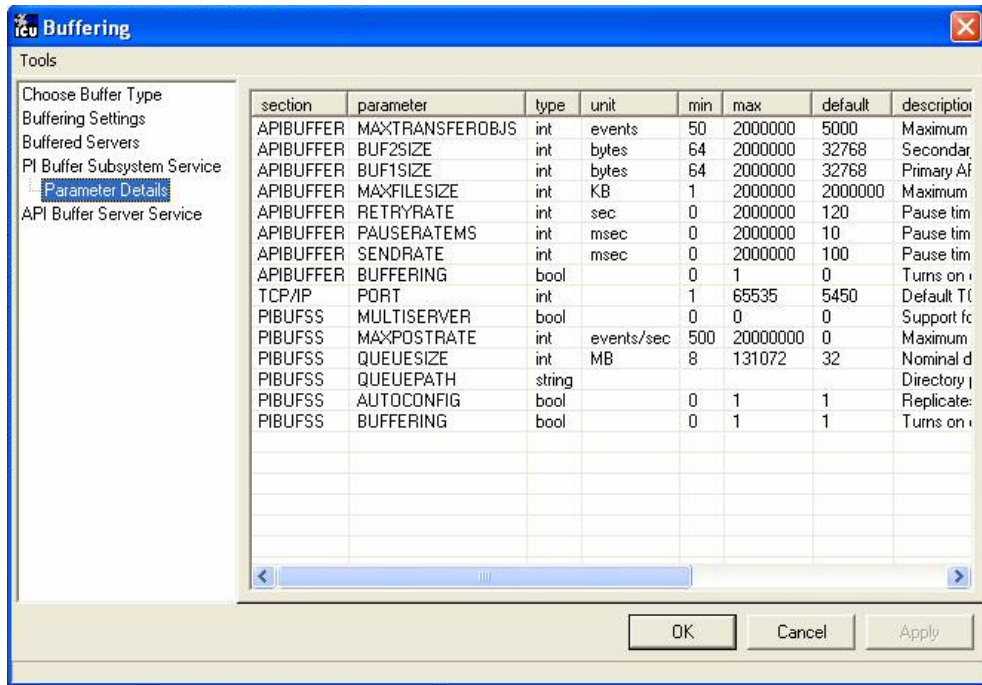 icu Buffering
Tools
Choose Buffer Type
Buffering Settings
Buffered Servers
PI Buffer Subsystem Service
Parameter Details
API Buffer Server Service
section parameter type unit min max default description
APIBUFFER MAXTRANSFEROBJS int events 50 2000000 5000 Maximum
APIBUFFER BUF2SIZE int bytes 64 2000000 32768 Secondar
APIBUFFER BUF1SIZE int bytes 64 2000000 32768 Primary AF
APIBUFFER MAXFILESIZE int KB 1 2000000 2000000 Maximum
APIBUFFER RETRYRATE int sec 0 2000000 120 Pause tim
APIBUFFER PAUSERATEMS int msec 0 2000000 10 Pause tim
APIBUFFER SENDRATE int msec 0 2000000 100 Pause tim
APIBUFFER BUFFERING bool 0 1 0 Turns on
TCP/IP PORT int 1 65535 5450 Default TC
PIBUFSS MULTISERVER bool 0 0 0 Support fo
PIBUFSS MAXPOSTRATE int events/sec 500 20000000 0 Maximum
PIBUFSS QUEUESIZE int MB 8 131072 32 Nominal d
PIBUFSS QUEUEPATH string Directory
PIBUFSS AUTOCONFIG bool 0 1 1 Replicate
PIBUFSS BUFFERING bool 0 1 1 Turns on
OK Cancel Apply